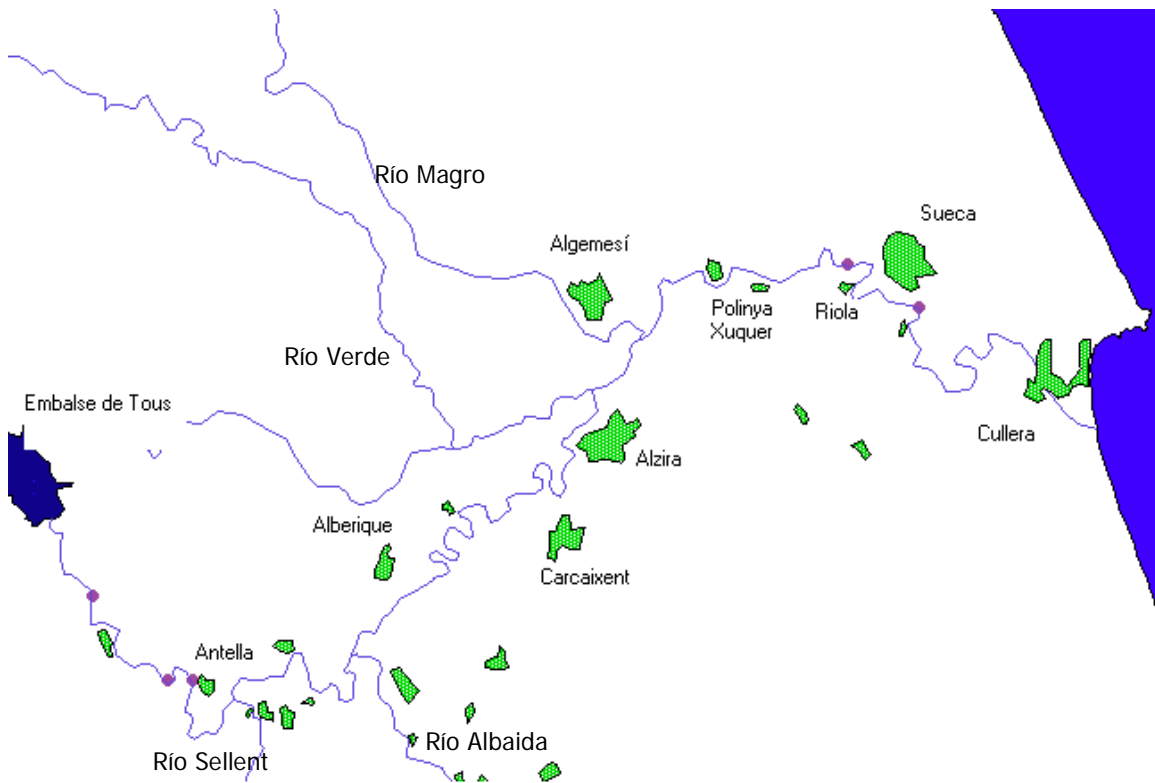 Río Magro
Sueca
Algemesí
Polinya
Xuquer
Riola
Río Verde
Embalse de Tous
Cullera
Alzira
Alberique
Carcaixent
Antella
Río Albaida
Río Sellent